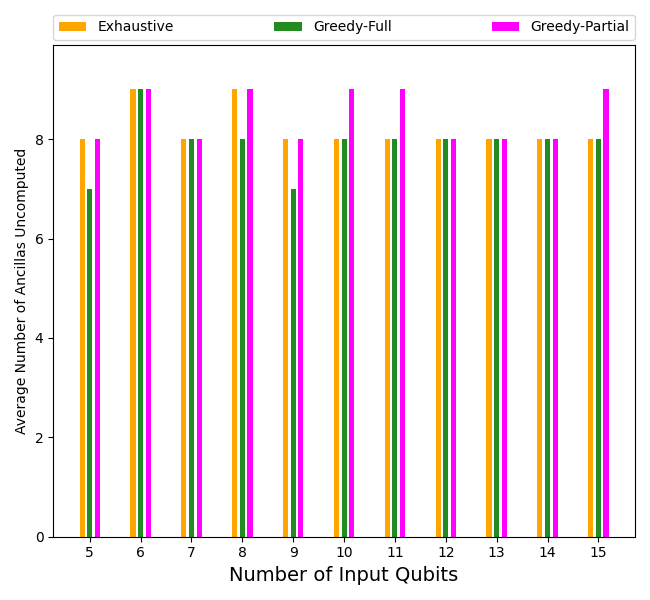 Exhaustive Greedy-Full Greedy-Partial
Average Number of Ancillas Uncomputed
8
6
4
2
0
5 6 7 8 9 10 11 12 13 14 15
Number of Input Qubits